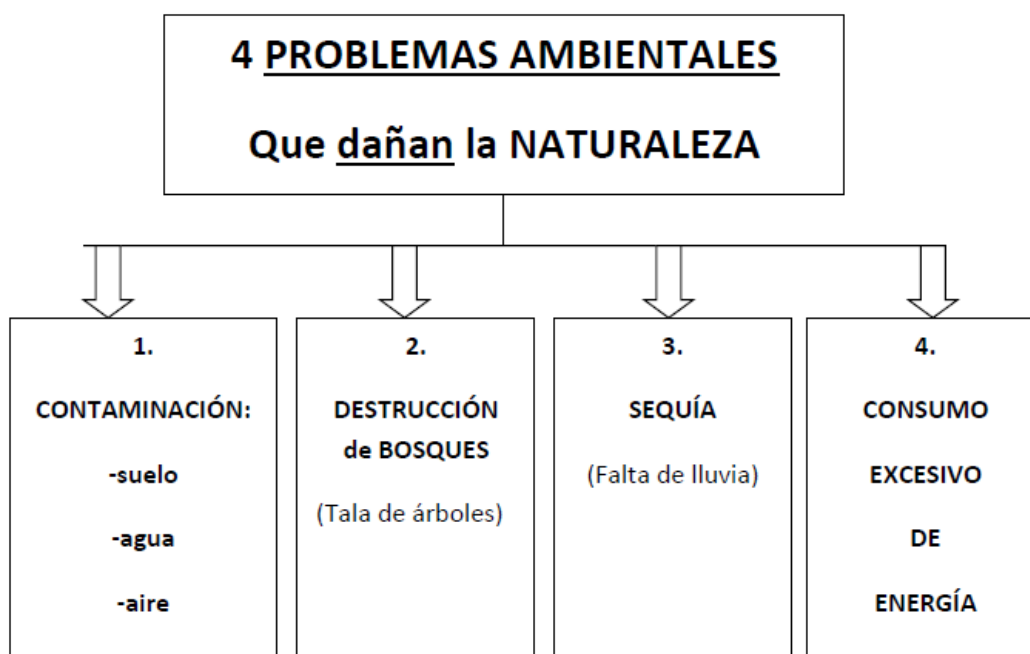 4 PROBLEMAS AMBIENTALES
Que dañan la NATURALEZA
1.
CONTAMINACIÓN:
-suelo
-agua
-aire
2.
DESTRUCCIÓN
de BOSQUES
(Tala de árboles)
3.
SEQUÍA
(Falta de lluvia)
4.
CONSUMO
EXCESIVO
DE
ENERGÍA